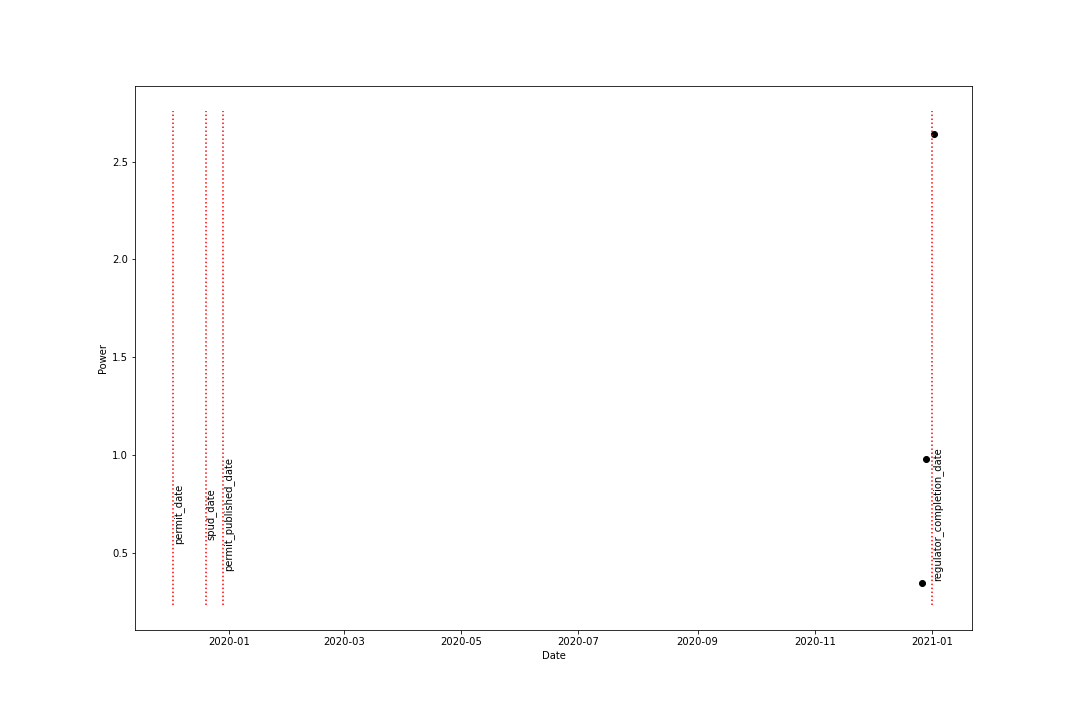 2.5
2.0
1.5
1.0
0.5
Power
permit_date
spud_date
permit_published_date
regulator_completion_date
2020-01
2020-03
2020-05
2020-07
2020-09
2020-11
2021-01
Date